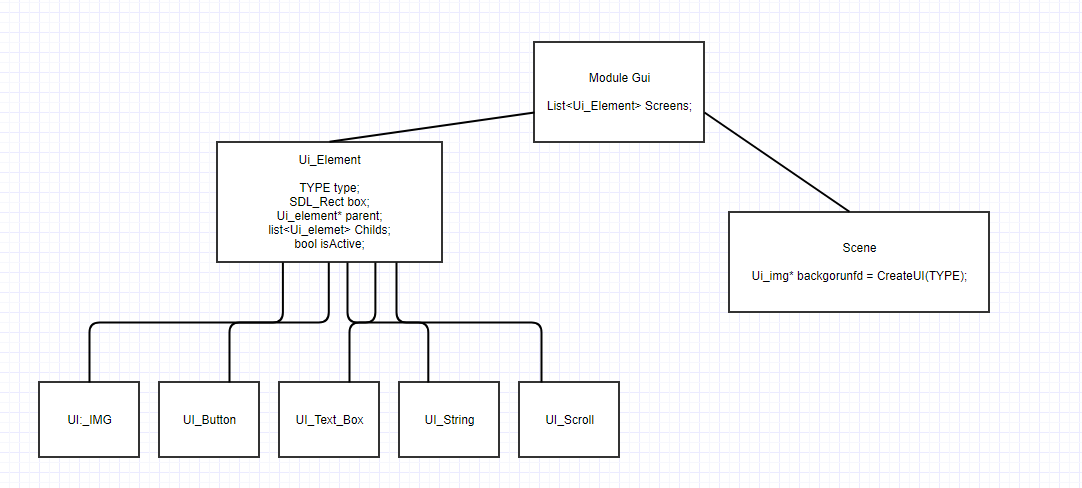 Module Gui
List<Ui_Element> Screens;
Ui_Element
TYPE type;
SDL_Rect box;
Ui_element* parent;
list<Ui_elemet> Childs;
bool isActive;
Scene
Ui_img* backgorunfd = CreateUI(TYPE);
UI:_IMG
UI_Button
UI_Text_Box
UI_String
UI_Scroll